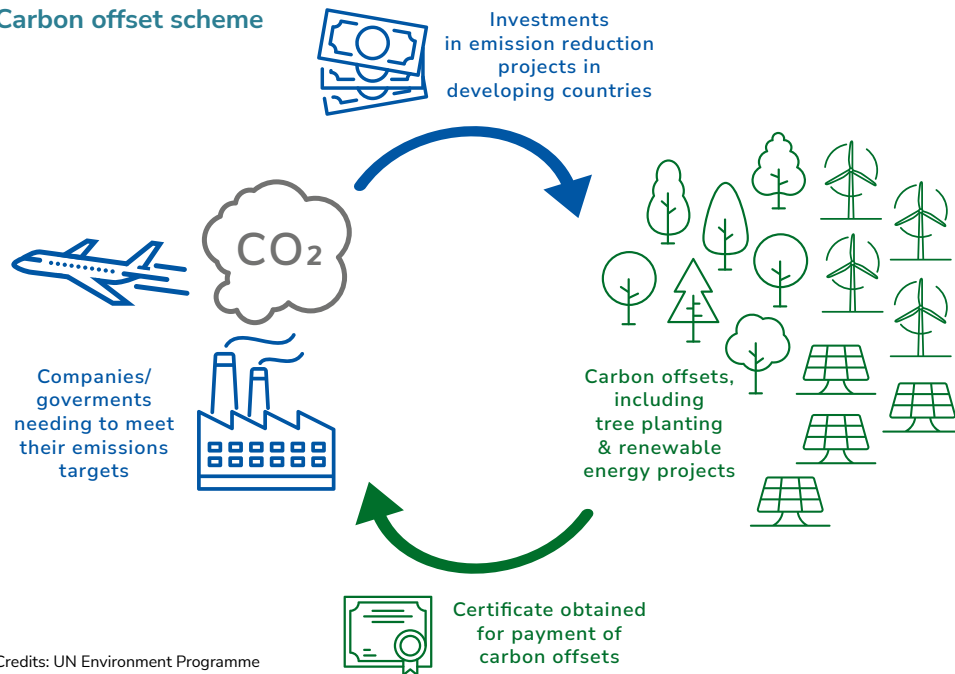 Carbon offset scheme
Investments
in emission reduction
projects in
developing countries
CO₂
Companies/
goverments
needing to meet
their emissions
targets
Carbon offsets,
including
tree planting
& renewable
energy projects
Certificate obtained
for payment of
carbon offsets
Credits: UN Environment Programme